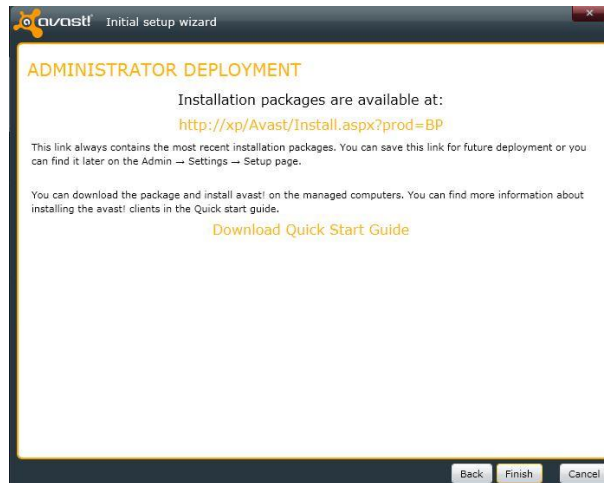 avast! Initial setup wizard
ADMINISTRATOR DEPLOYMENT
Installation packages are available at:
http://xp/Avast/Install.aspx?prod=BP
This link always contains the most recent installation packages. You can save this link for future deployment or you
can find it later on the Admin → Settings → Setup page.
You can download the package and install avast! on the managed computers. You can find more information about
installing the avast! clients in the Quick start guide.
Download Quick Start Guide
Back Finish Cancel